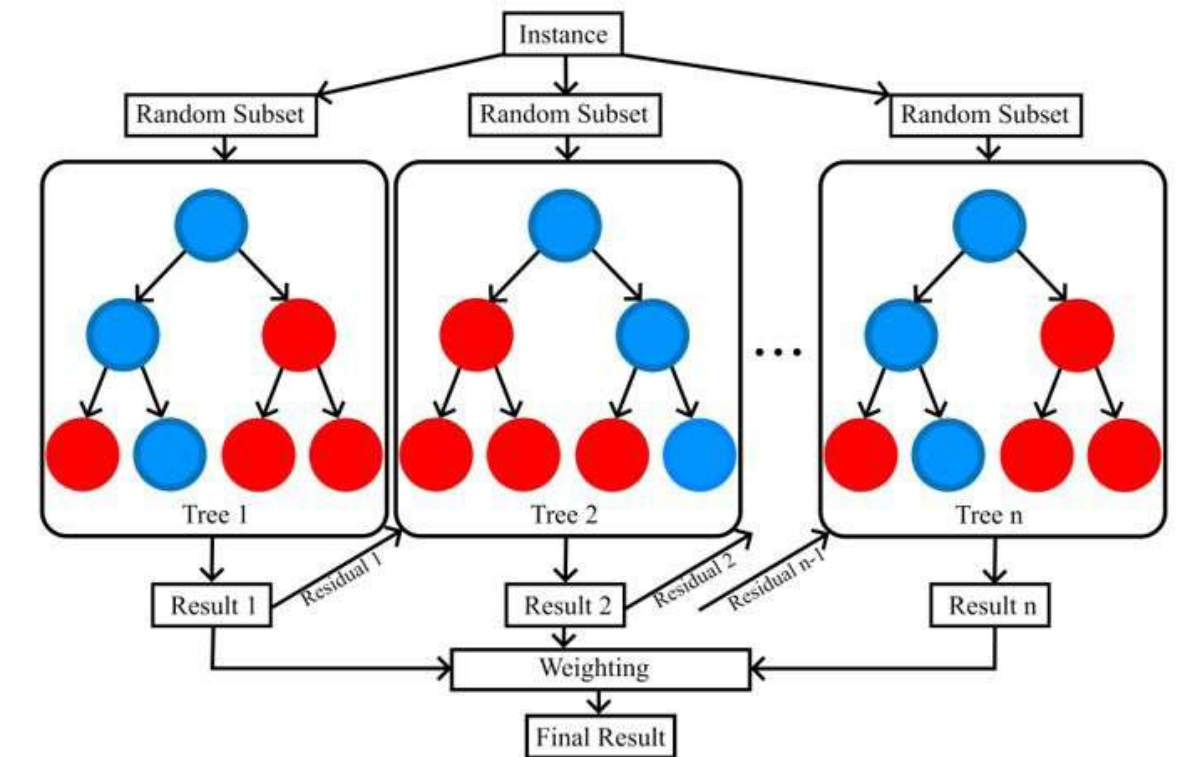 Instance
Random Subset
Random Subset
Random Subset
...
Tree 1
Tree 2
Tree n
Residual 1
Residual 2
Residual n-1
Result 1
Result 2
Result n
Weighting
Final Result